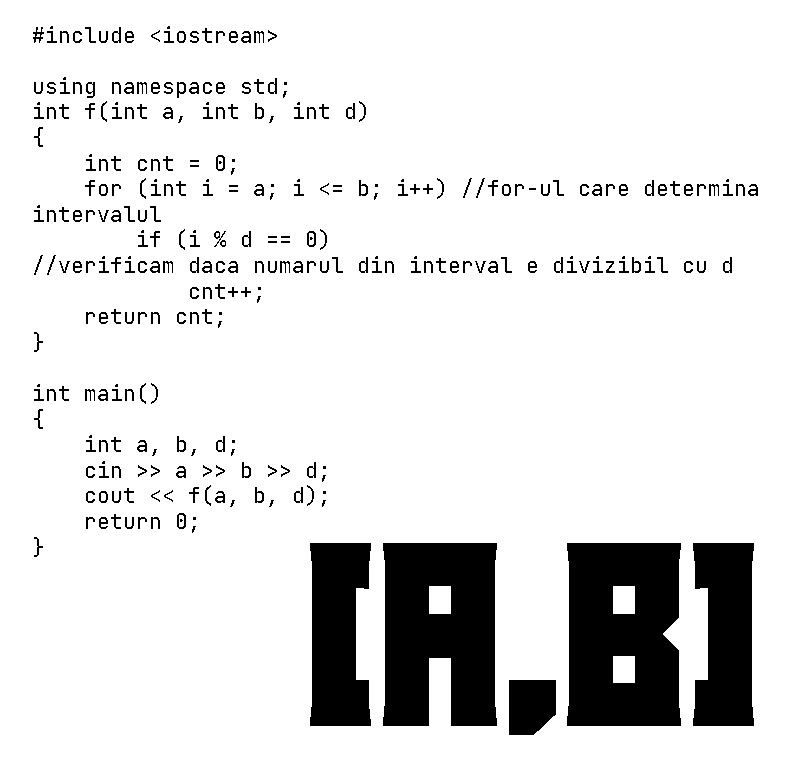 #include <iostream>
using namespace std;
int f(int a, int b, int d)
{
    int cnt = 0;
    for (int i = a; i <= b; i++) //for-ul care determina
intervalul
        if (i % d == 0)
//verificam daca numarul din interval e divizibil cu d
            cnt++;
    return cnt;
}
int main()
{
    int a, b, d;
    cin >> a >> b >> d;
    cout << f(a, b, d);
    return 0;
}
[A,B]